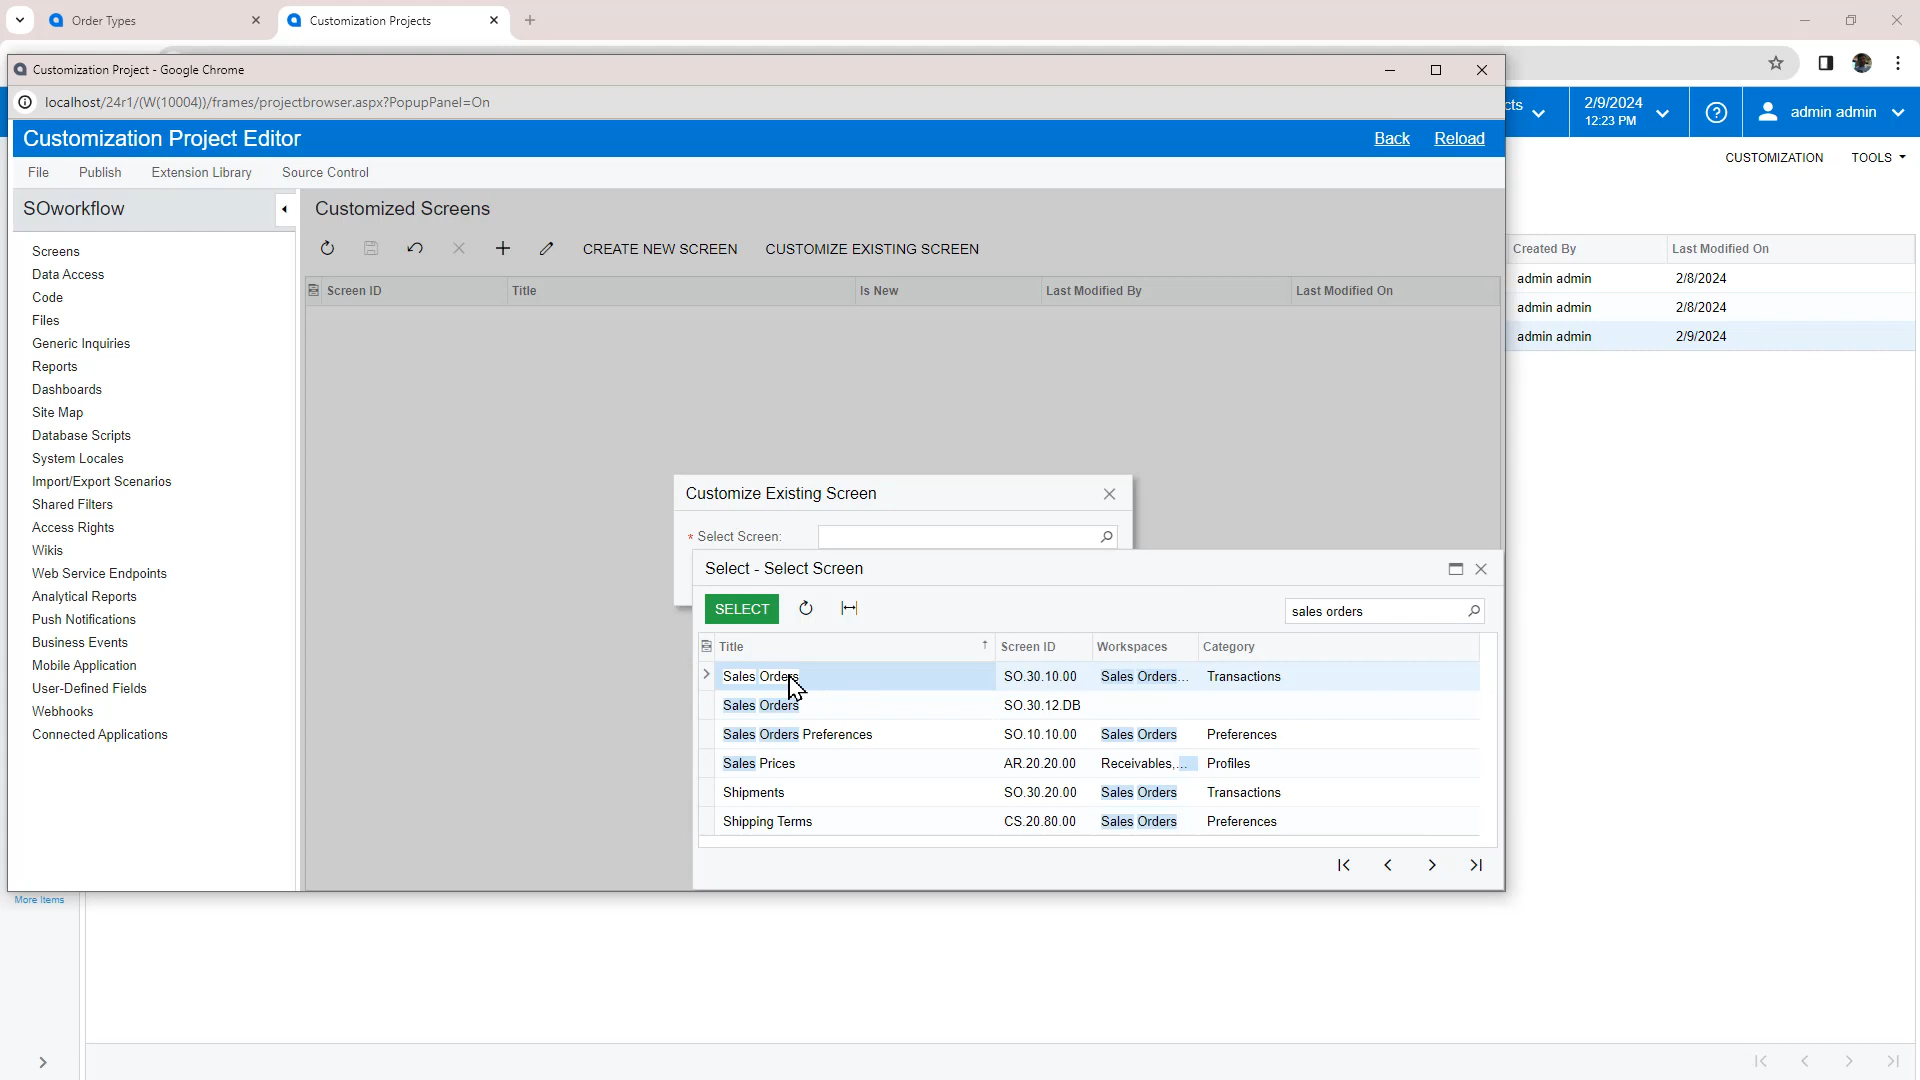 Order Types
Customization Projects
Customization Project - Google Chrome
localhost/24r1/(W(10004))/frames/projectbrowser.aspx?PopupPanel=On
cts
2/9/2024
12:23 PM
admin admin
Customization Project Editor
Back
Reload
CUSTOMIZATION
TOOLS
File
Publish
Extension Library
Source Control
SOworkflow
Customized Screens
CREATE NEW SCREEN
CUSTOMIZE EXISTING SCREEN
Screens
Data Access
Code
Files
Generic Inquiries
Reports
Dashboards
Site Map
Database Scripts
System Locales
Import/Export Scenarios
Shared Filters
Access Rights
Wikis
Web Service Endpoints
Analytical Reports
Push Notifications
Business Events
Mobile Application
User-Defined Fields
Webhooks
Connected Applications
Screen ID
Title
Is New
Last Modified By
Last Modified On
Created By
Last Modified On
admin admin 2/8/2024
admin admin 2/8/2024
admin admin 2/9/2024
Customize Existing Screen
* Select Screen:
Select - Select Screen
SELECT
sales orders
Title Screen ID Workspaces Category
Sales Orders SO.30.10.00 Sales Orders... Transactions
Sales Orders SO.30.12.DB
Sales Orders Preferences SO.10.10.00 Sales Orders Preferences
Sales Prices AR.20.20.00 Receivables,... Profiles
Shipments SO.30.20.00 Sales Orders Transactions
Shipping Terms CS.20.80.00 Sales Orders Preferences
More Items